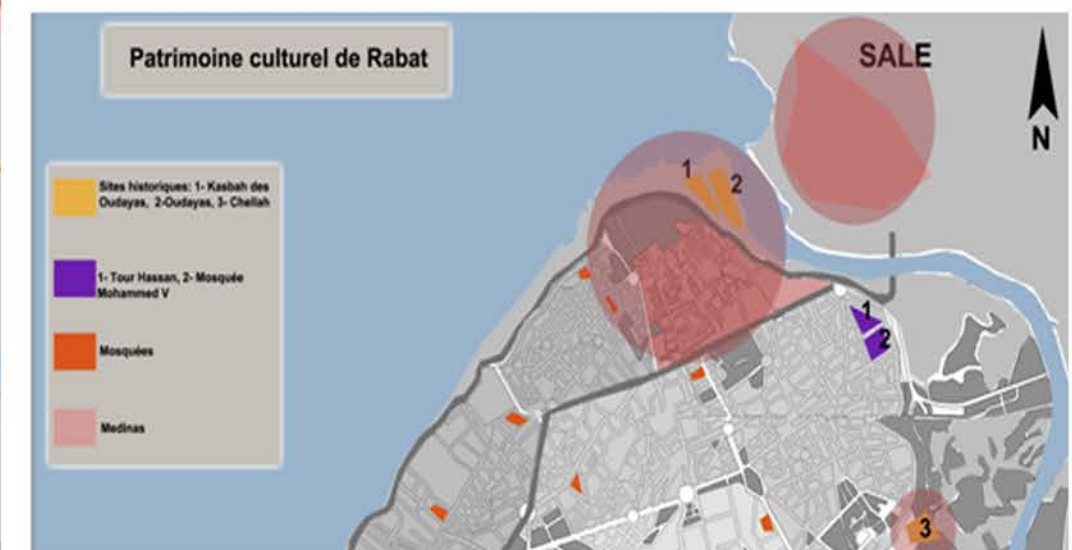 Patrimoine culturel de Rabat
SALE
N
1
2
Sites historiques: 1- Kasbah des
Oudayas, 2-Oudayas, 3- Chellah
1- Tour Hassan, 2- Mosquée
Mohammed V
1
2
Mosquées
Medinas
3